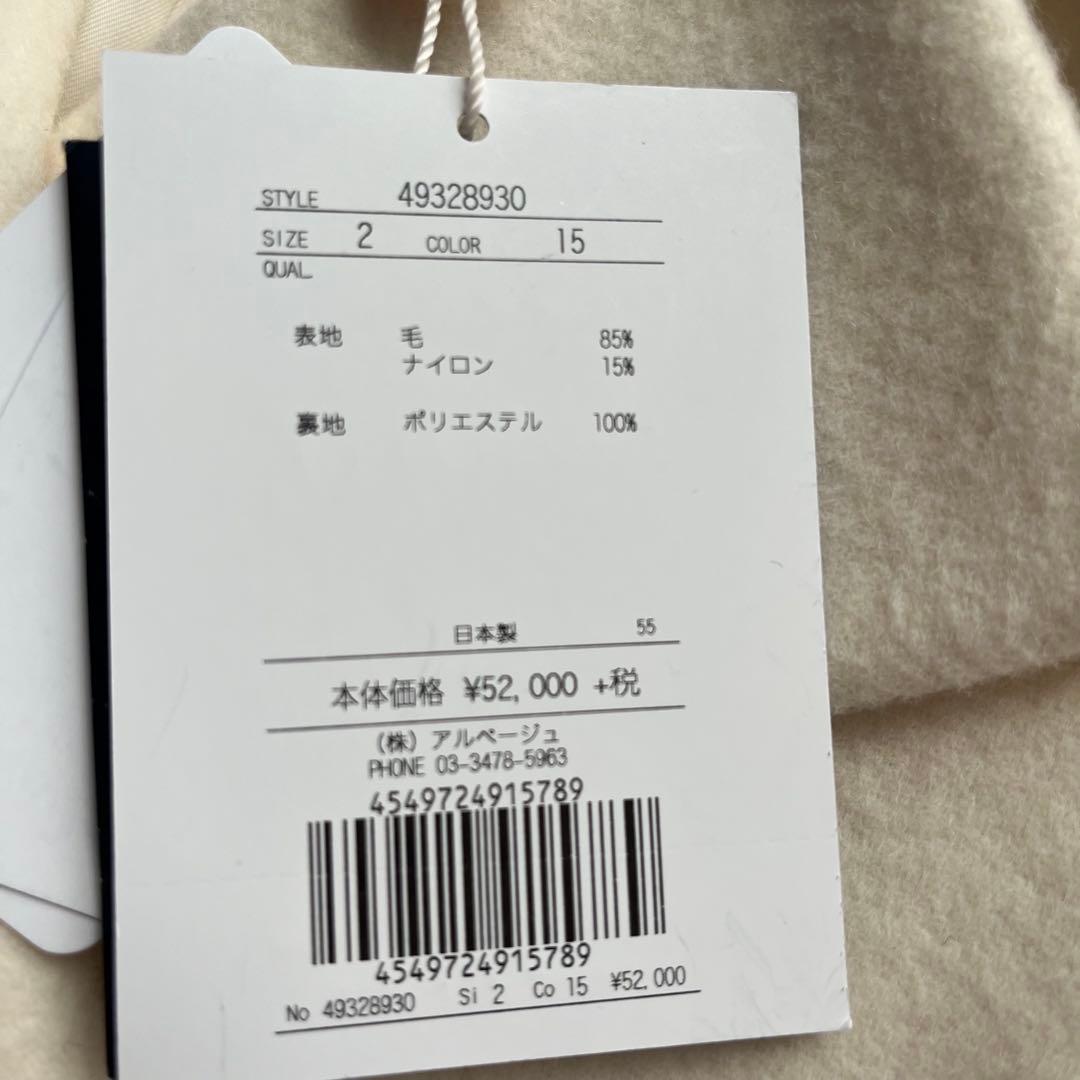 STYLE 49328930
SIZE 2 COLOR 15
QUAL
表地 毛 85%
ナイロン 15%
裏地 ポリエステル 100%
日本製 55
本体価格 ¥52,000 +税
(株) アルページュ
PHONE 03-3478-5963
4549724915789
4549724915789
No 49328930 Si 2 Co 15 ¥52,000